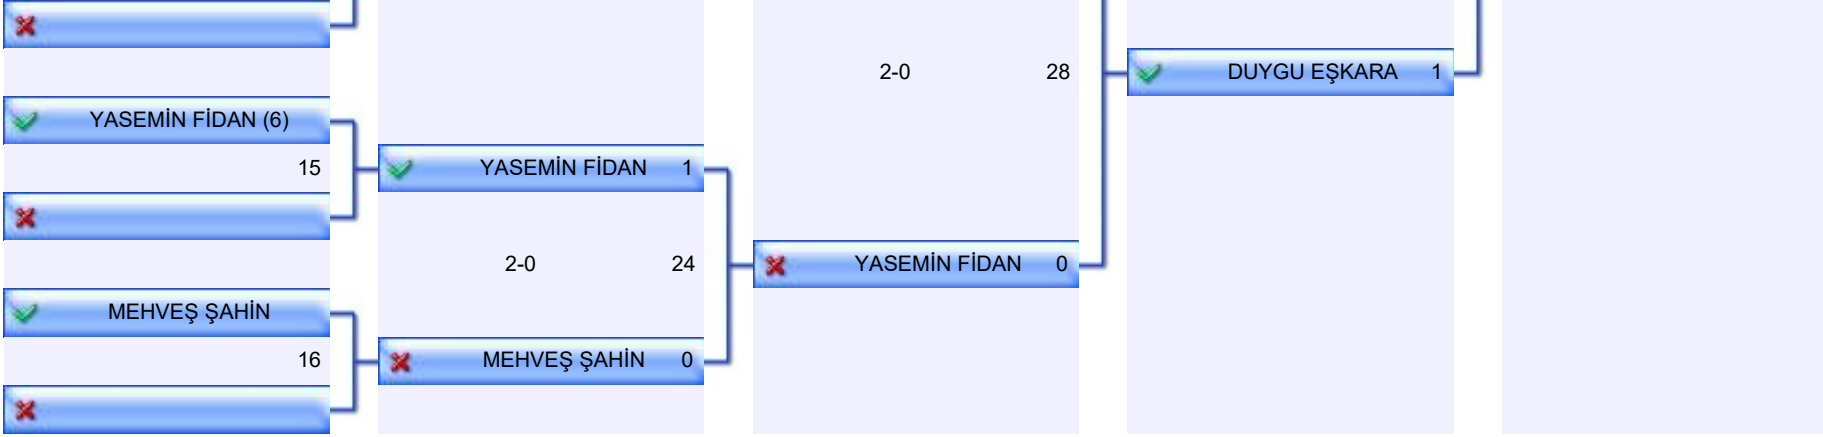 2-0 28
DUYGU EŞKARA 1
YASEMİN FİDAN (6)
15
YASEMİN FİDAN 1
2-0 24
YASEMİN FİDAN 0
MEHVEŞ ŞAHİN
16
MEHVEŞ ŞAHİN 0